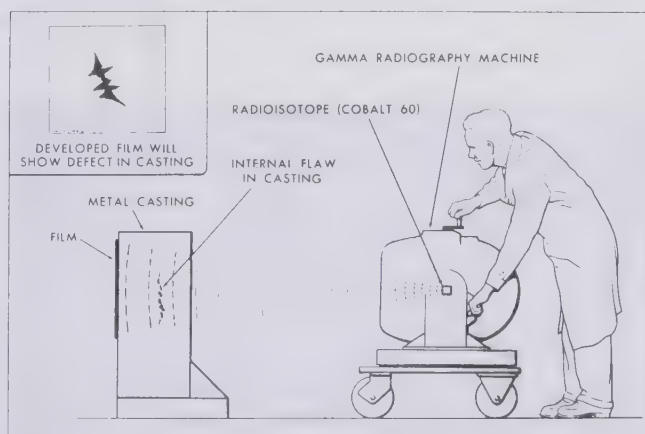 DEVELOPED FILM WILL
SHOW DEFECT IN CASTING
GAMMA RADIOGRAPHY MACHINE
RADIOISOTOPE (COBALT 60)
INTERNAL FLAW
IN CASTING
METAL CASTING
FILM